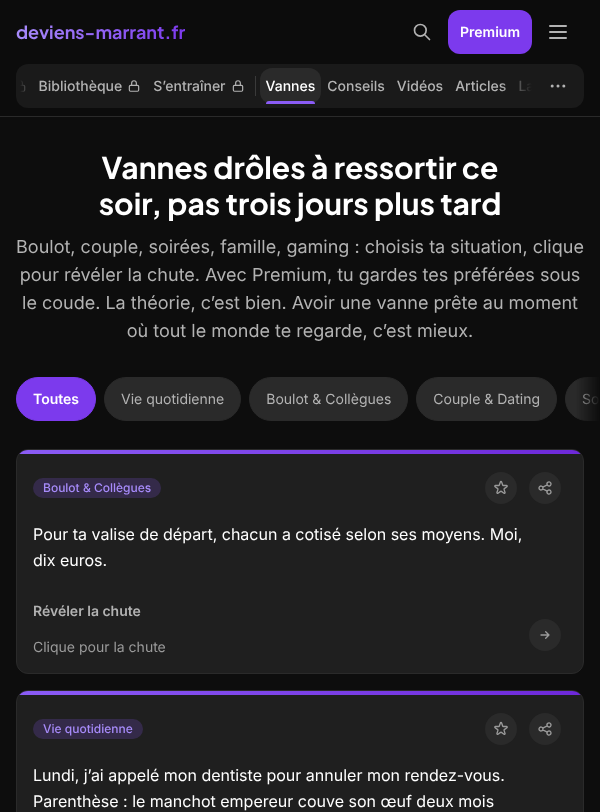 deviens-marrant.fr
Premium
Bibliothèque
S’entraîner
Vannes
Conseils
Vidéos
Articles
Vannes drôles à ressortir ce
soir, pas trois jours plus tard
Boulot, couple, soirées, famille, gaming : choisis ta situation, clique
pour révéler la chute. Avec Premium, tu gardes tes préférées sous
le coude. La théorie, c’est bien. Avoir une vanne prête au moment
où tout le monde te regarde, c’est mieux.
Toutes
Vie quotidienne
Boulot & Collègues
Couple & Dating
Boulot & Collègues
Pour ta valise de départ, chacun a cotisé selon ses moyens. Moi,
dix euros.
Révéler la chute
Clique pour la chute
Vie quotidienne
Lundi, j’ai appelé mon dentiste pour annuler mon rendez-vous.
Parenthèse : le manchot empereur couve son œuf deux mois